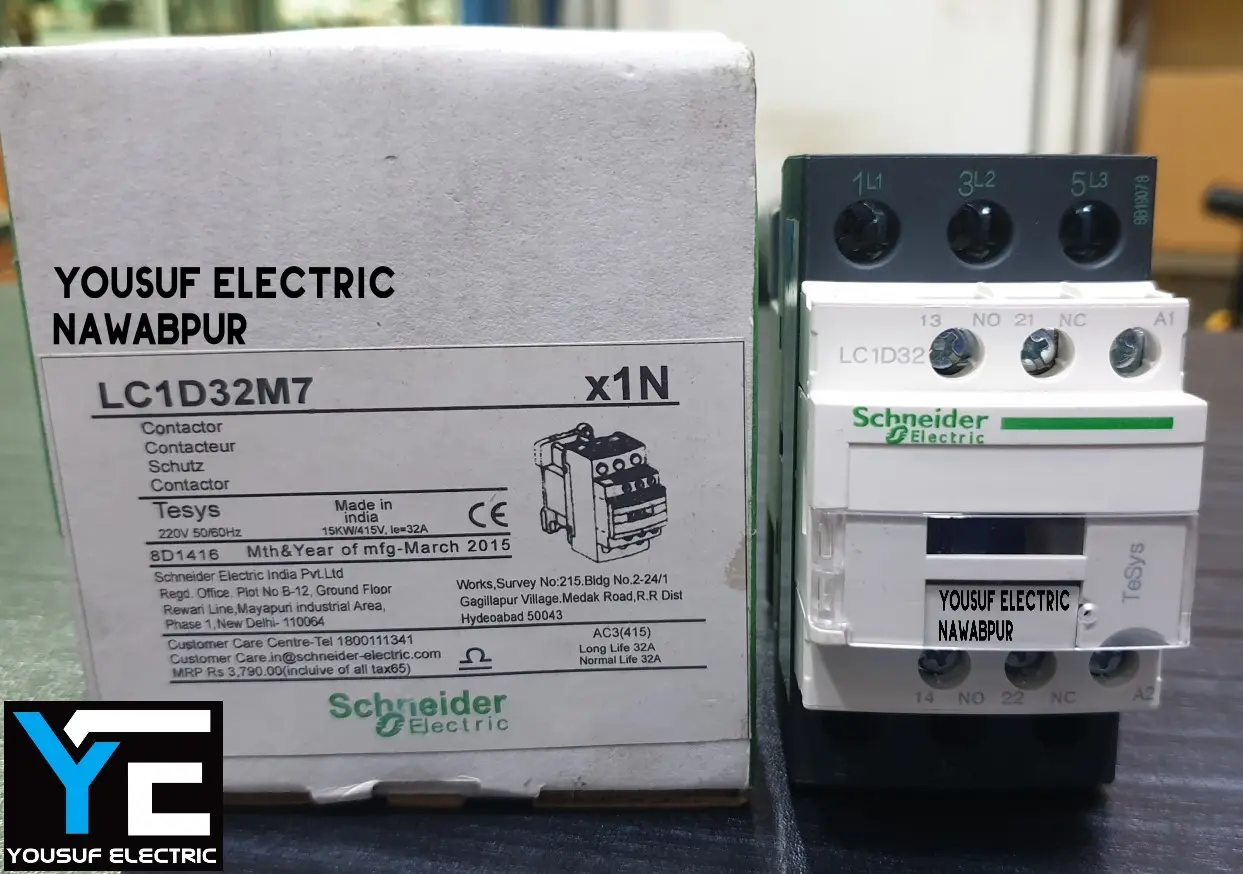 YOUSUF ELECTRIC
NAWABPUR
LC1D32M7 x1N
Contactor
Contacteur
Schutz
Contactor
Tesys Made in
india
220V 50/60Hz 15KW/415V, Ie=32A CE
8D1416 Mth&Year of mfg-March 2015
Schneider Electric India Pvt.Ltd
Regd. Office. Plot No B-12, Ground Floor
Rewari Line,Mayapuri industrial Area,
Phase 1,New Delhi- 110064
Works,Survey No:215.Bldg No.2-24/1
Gagillapur Village.Medak Road,R.R Dist
Hydeoabad 50043
Customer Care Centre-Tel 1800111341
Customer Care.in@schneider-electric.com
MRP Rs 3,790.00(incluive of all tax65)
AC3(415)
Long Life 32A
Normal Life 32A
Schneider
Electric
1L1 3L2 5L3
13 NO 21 NC A1
LC1D32
Schneider
Electric
TeSys
YOUSUF ELECTRIC
NAWABPUR
14 NO 22 NC A2
YE
YOUSUF ELECTRIC